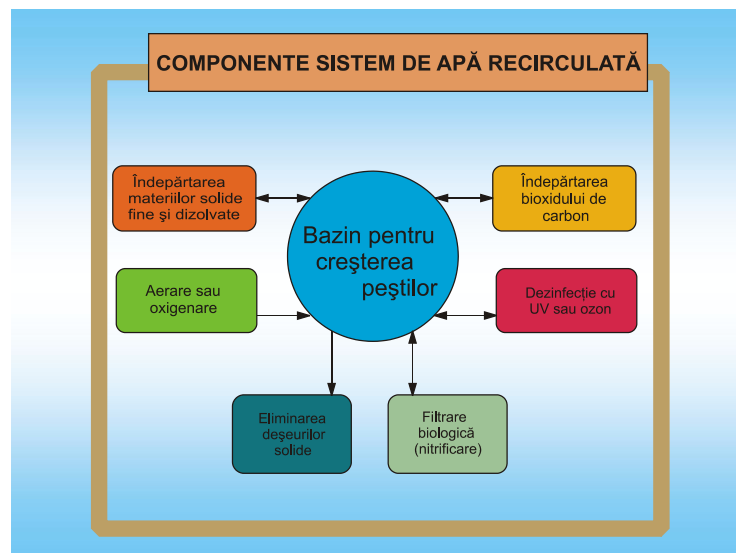 COMPONENTE SISTEM DE APĂ RECIRCULATĂ
Îndepărtarea
materiilor solide
fine şi dizolvate
Îndepărtarea
bioxidului de
carbon
Bazin pentru
creşterea
peştilor
Aerare sau
oxigenare
Dezinfecţie cu
UV sau ozon
Eliminarea
deşeurilor
solide
Filtrare
biologică
(nitrificare)